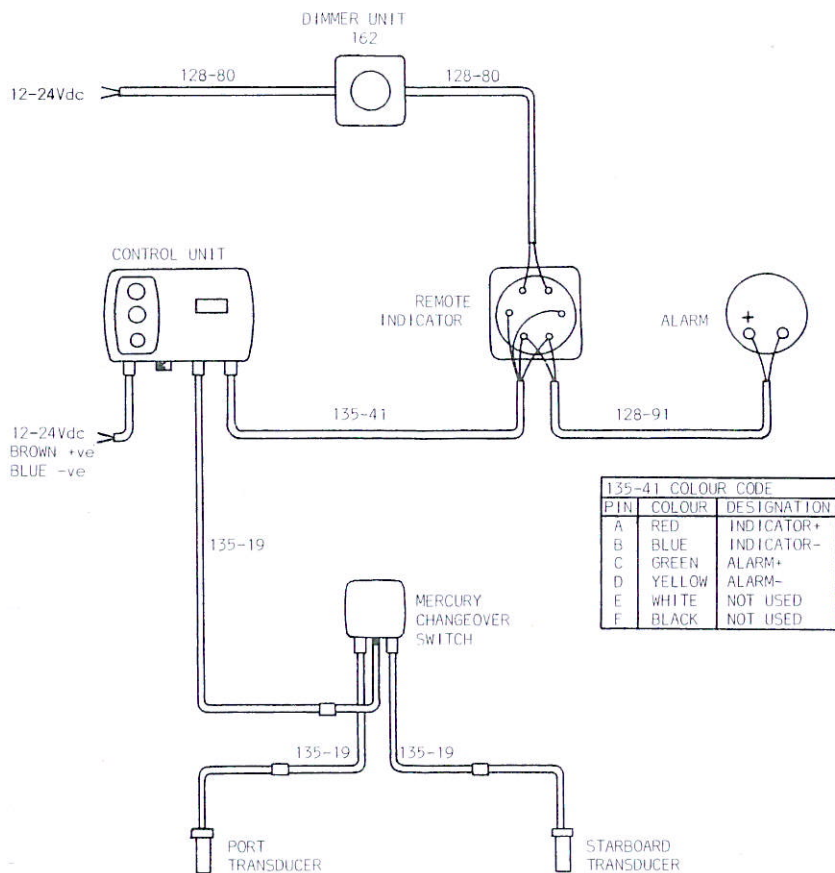 DIMMER UNIT
162
128-80
128-80
12-24Vdc
CONTROL UNIT
REMOTE
INDICATOR
ALARM
+
135-41
128-91
12-24Vdc
BROWN +ve
BLUE -ve
135-41 COLOUR CODE
PIN COLOUR DESIGNATION
A RED INDICATOR+
B BLUE INDICATOR-
C GREEN ALARM+
D YELLOW ALARM-
E WHITE NOT USED
F BLACK NOT USED
135-19
MERCURY
CHANGEOVER
SWITCH
135-19
135-19
PORT
TRANSDUCER
STARBOARD
TRANSDUCER